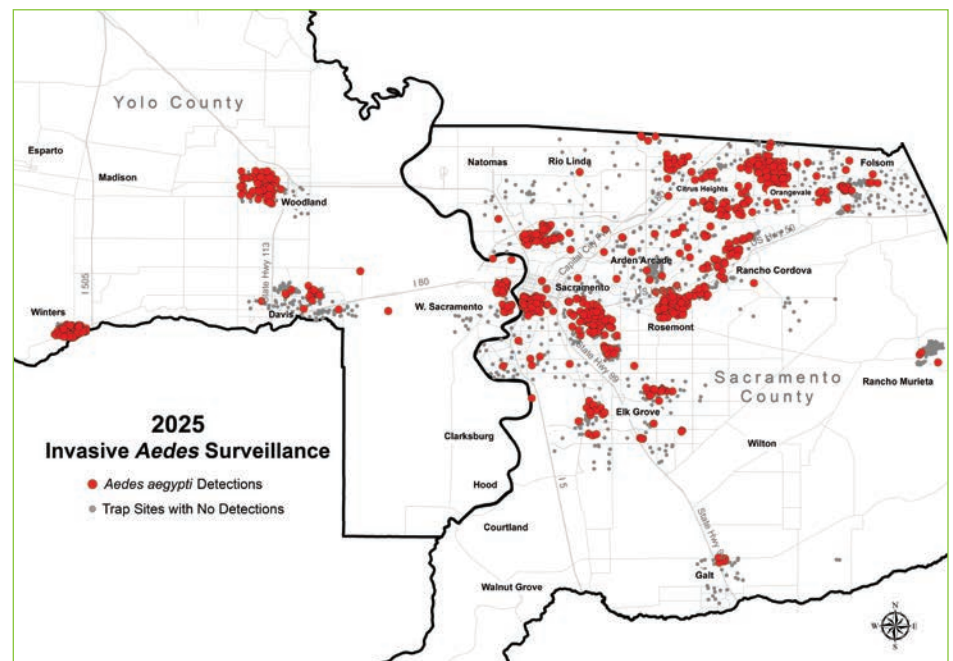 Yolo County
Esparto
Madison
Woodland
Natomas
Rio Linda
Folsom
Citrus Heights
Orangevale
I 80
US Hwy 50
Capital City
Arden Arcade
Rancho Cordova
I 505
State Hwy 113
I 80
Winters
Davis
W. Sacramento
Sacramento
Rosemont
State Hwy 99
Sacramento
County
Rancho Murieta
Elk Grove
Wilton
2025
Invasive Aedes Surveillance
Aedes aegypti Detections
Trap Sites with No Detections
Clarksburg
Hood
I 5
Courtland
State Hwy
Galt
Walnut Grove
N
W
E
S